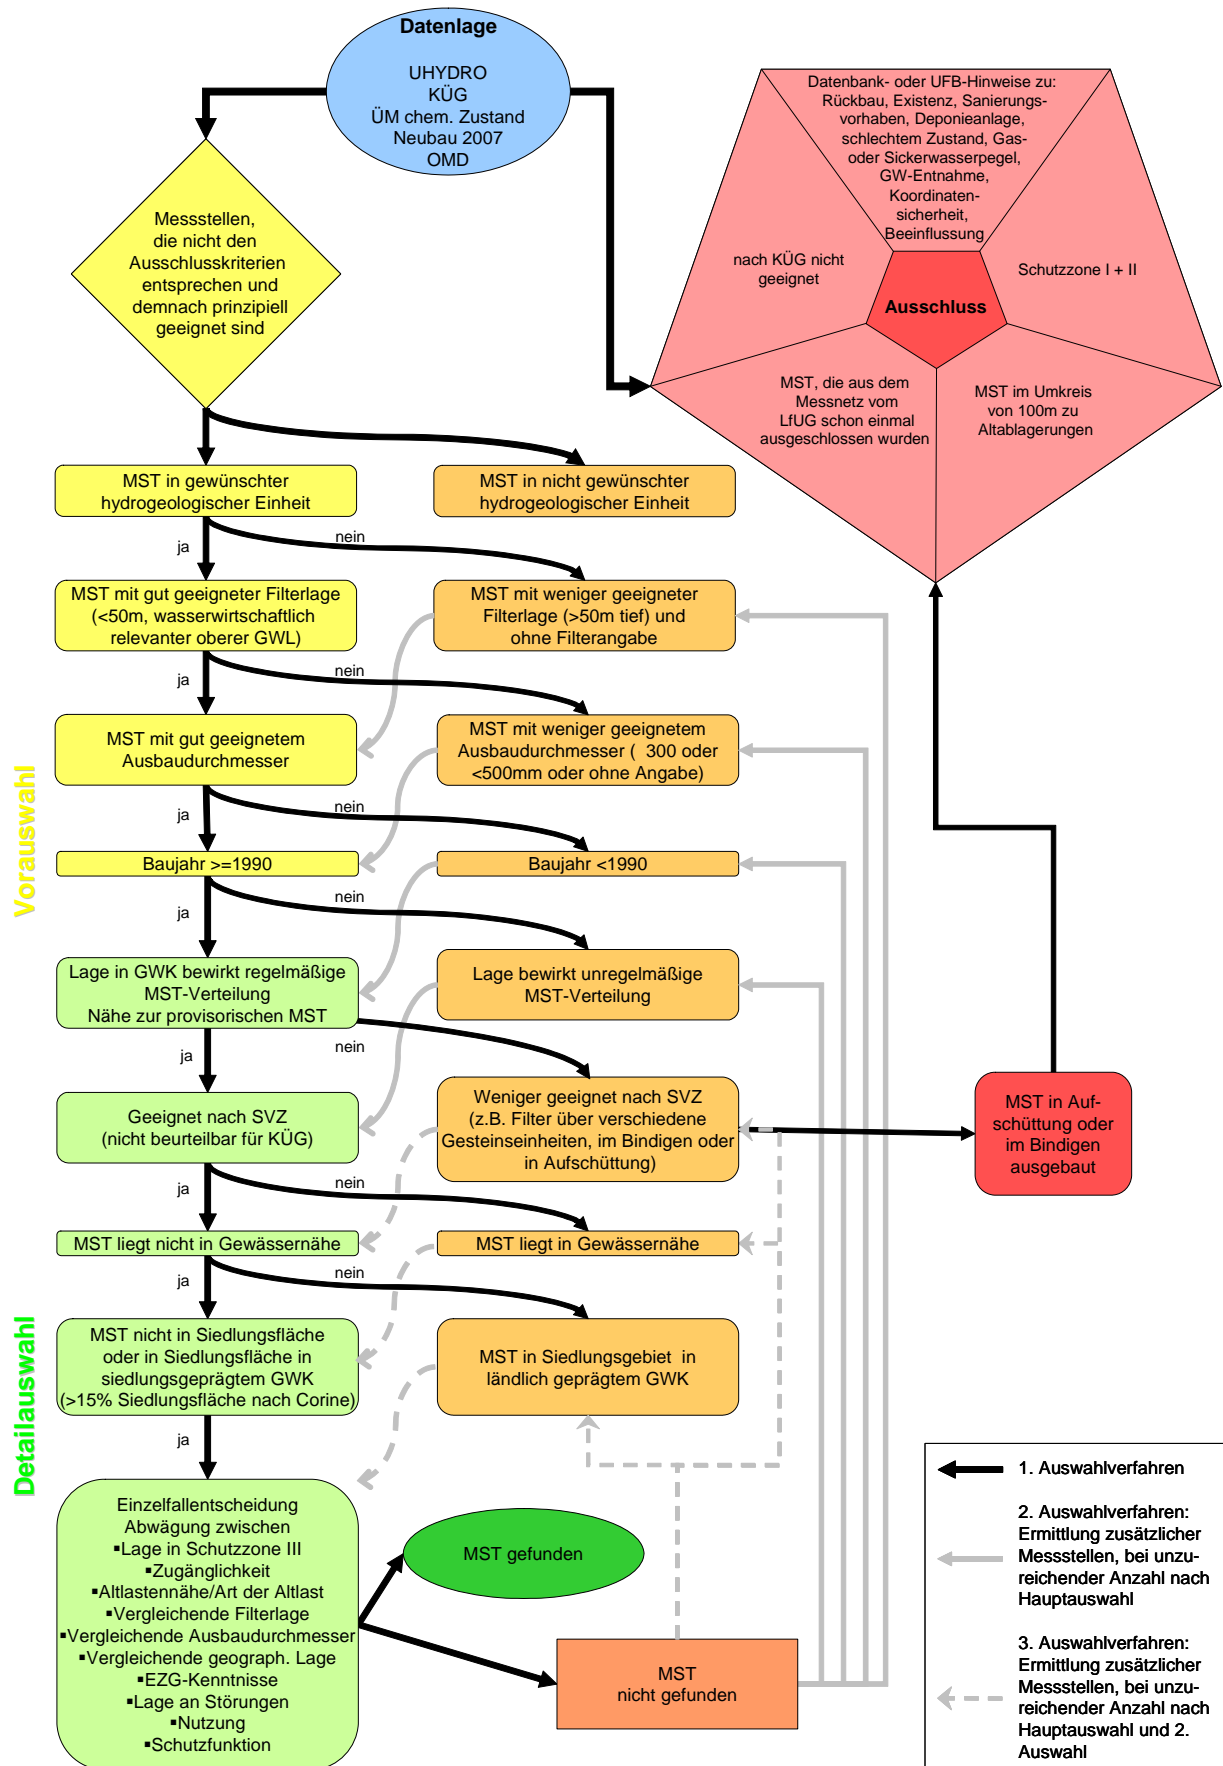 Datenlage
UHYDRO
KÜG
ÜM chem. Zustand
Neubau 2007
OMD
Datenbank- oder UFB-Hinweise zu:
Rückbau, Existenz, Sanierungs-
vorhaben, Deponieanlage,
schlechtem Zustand, Gas-
oder Sickerwasserpegel,
GW-Entnahme,
Koordinaten-
sicherheit,
Beeinflussung
nach KÜG nicht
geeignet
Schutzzone I + II
Ausschluss
MST, die aus dem
Messnetz vom
LfUG schon einmal
ausgeschlossen wurden
MST im Umkreis
von 100m zu
Altablagerungen
Messstellen,
die nicht den
Ausschlusskriterien
entsprechen und
demnach prinzipiell
geeignet sind
MST in gewünschter
hydrogeologischer Einheit
MST in nicht gewünschter
hydrogeologischer Einheit
ja
nein
MST mit gut geeigneter Filterlage
(<50m, wasserwirtschaftlich
relevanter oberer GWL)
MST mit weniger geeigneter
Filterlage (>50m tief) und
ohne Filterangabe
ja
nein
MST mit gut geeignetem
Ausbaudurchmesser
MST mit weniger geeignetem
Ausbaudurchmesser ( 300 oder
<500mm oder ohne Angabe)
ja
nein
Vorauswahl
Baujahr >=1990
Baujahr <1990
ja
nein
Lage in GWK bewirkt regelmäßige
MST-Verteilung
Nähe zur provisorischen MST
Lage bewirkt unregelmäßige
MST-Verteilung
ja
nein
Geeignet nach SVZ
(nicht beurteilbar für KÜG)
Weniger geeignet nach SVZ
(z.B. Filter über verschiedene
Gesteinseinheiten, im Bindigen oder
in Aufschüttung)
MST in Auf-
schüttung oder
im Bindigen
ausgebaut
ja
nein
MST liegt nicht in Gewässernähe
MST liegt in Gewässernähe
ja
nein
Detailauswahl
MST nicht in Siedlungsfläche
oder in Siedlungsfläche in
siedlungsgeprägtem GWK
(>15% Siedlungsfläche nach Corine)
MST in Siedlungsgebiet in
ländlich geprägtem GWK
ja
Einzelfallentscheidung
Abwägung zwischen
▪Lage in Schutzzone III
▪Zugänglichkeit
▪Altlastennähe/Art der Altlast
▪Vergleichende Filterlage
▪Vergleichende Ausbaudurchmesser
▪Vergleichende geograph. Lage
▪EZG-Kenntnisse
▪Lage an Störungen
▪Nutzung
▪Schutzfunktion
MST gefunden
MST
nicht gefunden
1. Auswahlverfahren
2. Auswahlverfahren:
Ermittlung zusätzlicher
Messstellen, bei unzu-
reichender Anzahl nach
Hauptauswahl
3. Auswahlverfahren:
Ermittlung zusätzlicher
Messstellen, bei unzu-
reichender Anzahl nach
Hauptauswahl und 2.
Auswahl